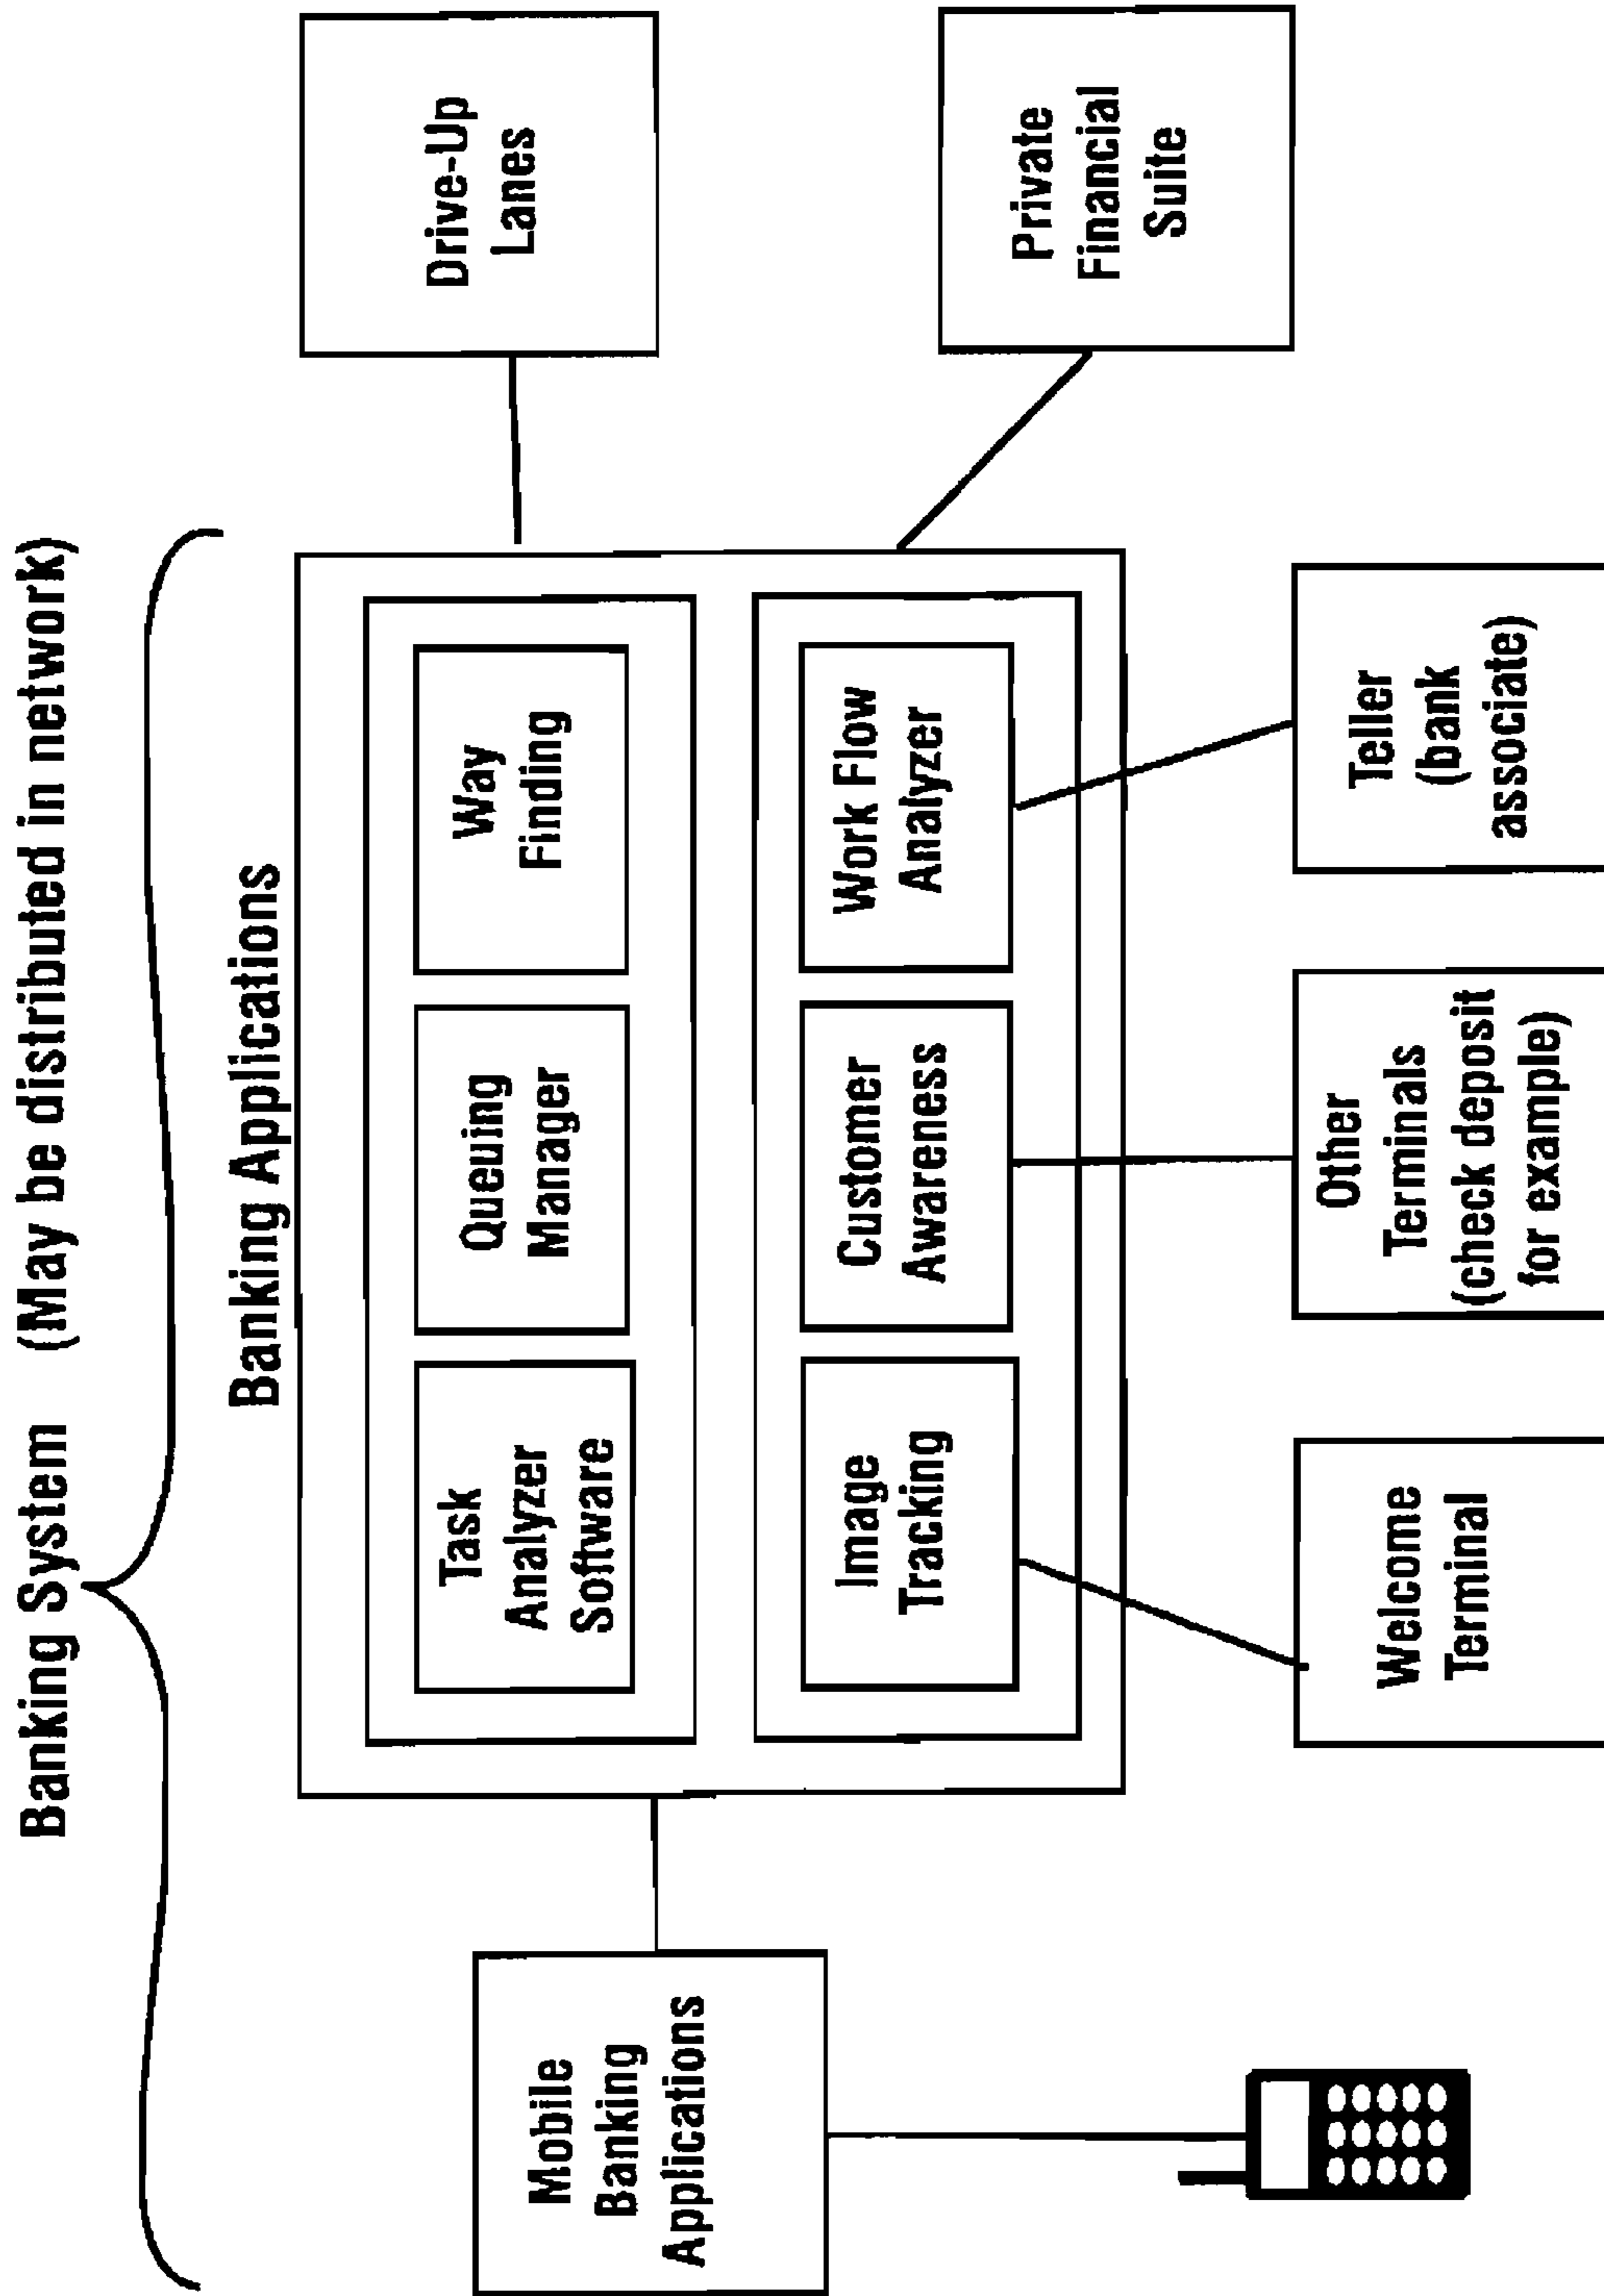 Banking System (May be distributed in network)
Banking Applications
Mobile
Banking
Applications
Task
Analyzer
Software
Queuing
Manager
Way
Finding
Image
Tracking
Customer
Awareness
Work Flow
Analyzer
Drive-Up
Lanes
Private
Financial
Suite
Welcome
Terminal
Other
Terminals
(check deposit
for example)
Teller
(bank
associate)